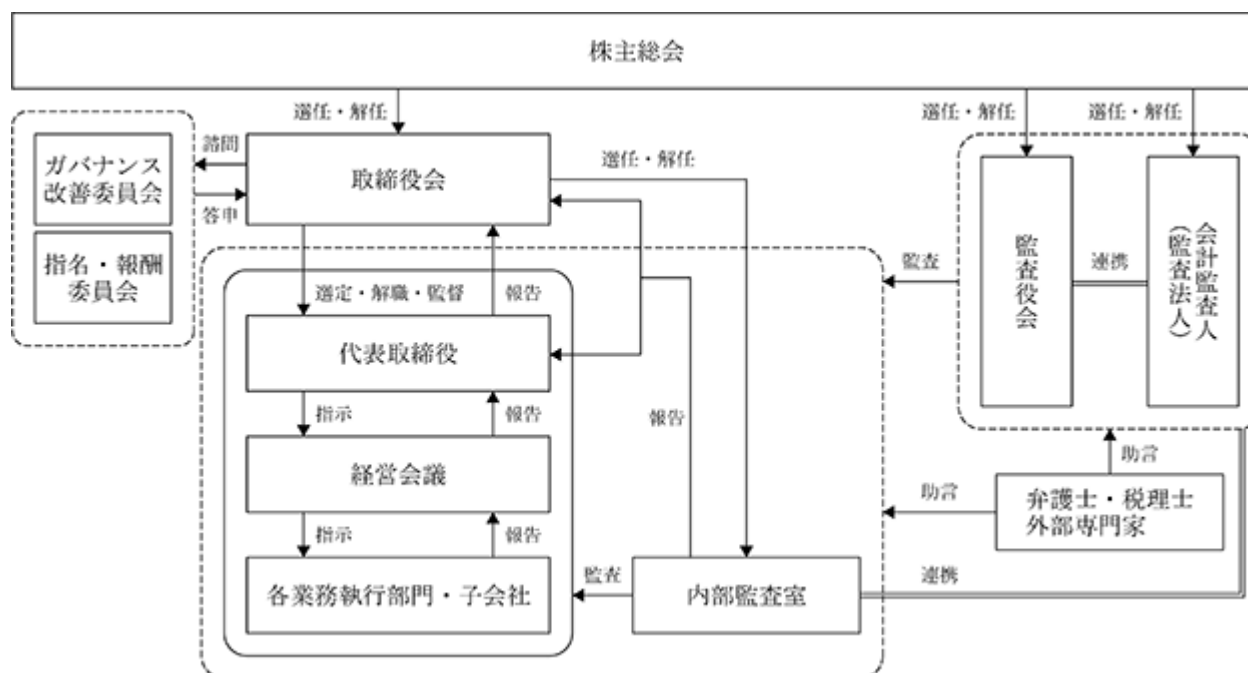 株主総会
選任・解任
選任・解任
選任・解任
ガバナンス
改善委員会
諮問
答申
取締役会
選任・解任
指名・報酬
委員会
監査
監査役会
連携
会計監査人
(監査法人)
選定・解職・監督
報告
代表取締役
指示
報告
報告
経営会議
助言
助言
弁護士・税理士
外部専門家
指示
報告
各業務執行部門・子会社
監査
内部監査室
連携